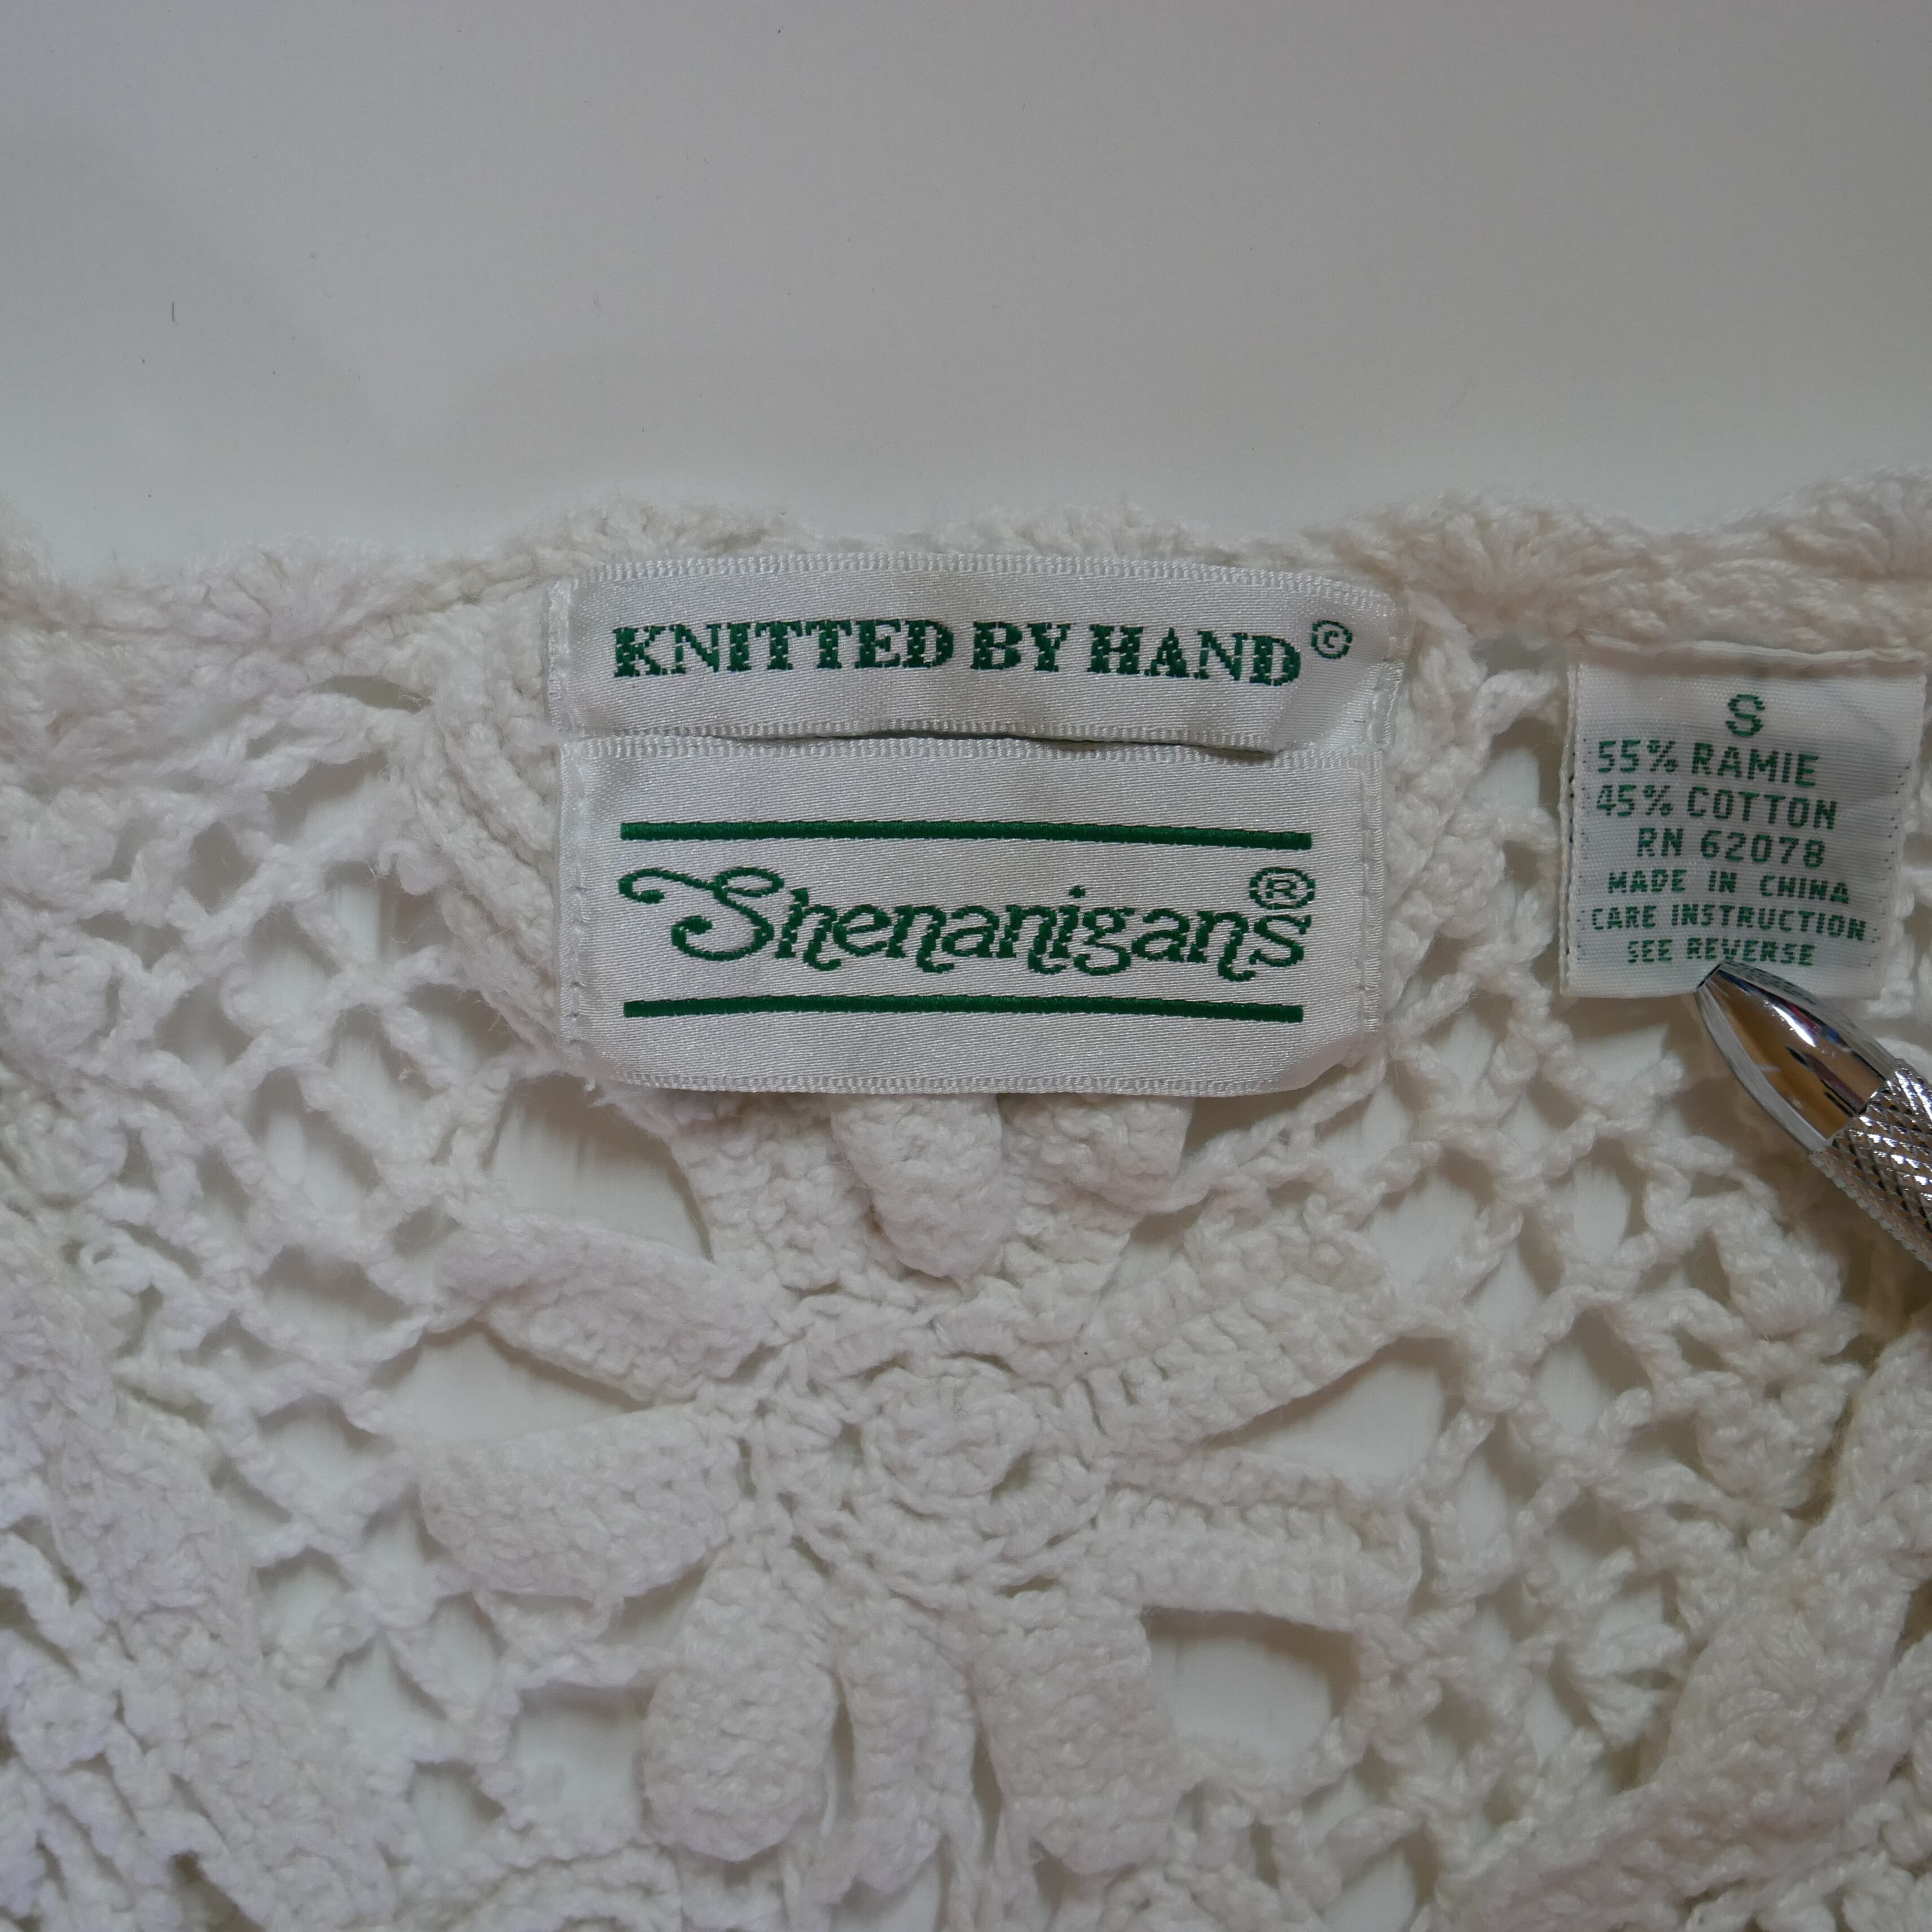 KNITTED BY HAND©
Shenanigans®
S
55% RAMIE
45% COTTON
RN 62078
MADE IN CHINA
CARE INSTRUCTION
SEE REVERSE